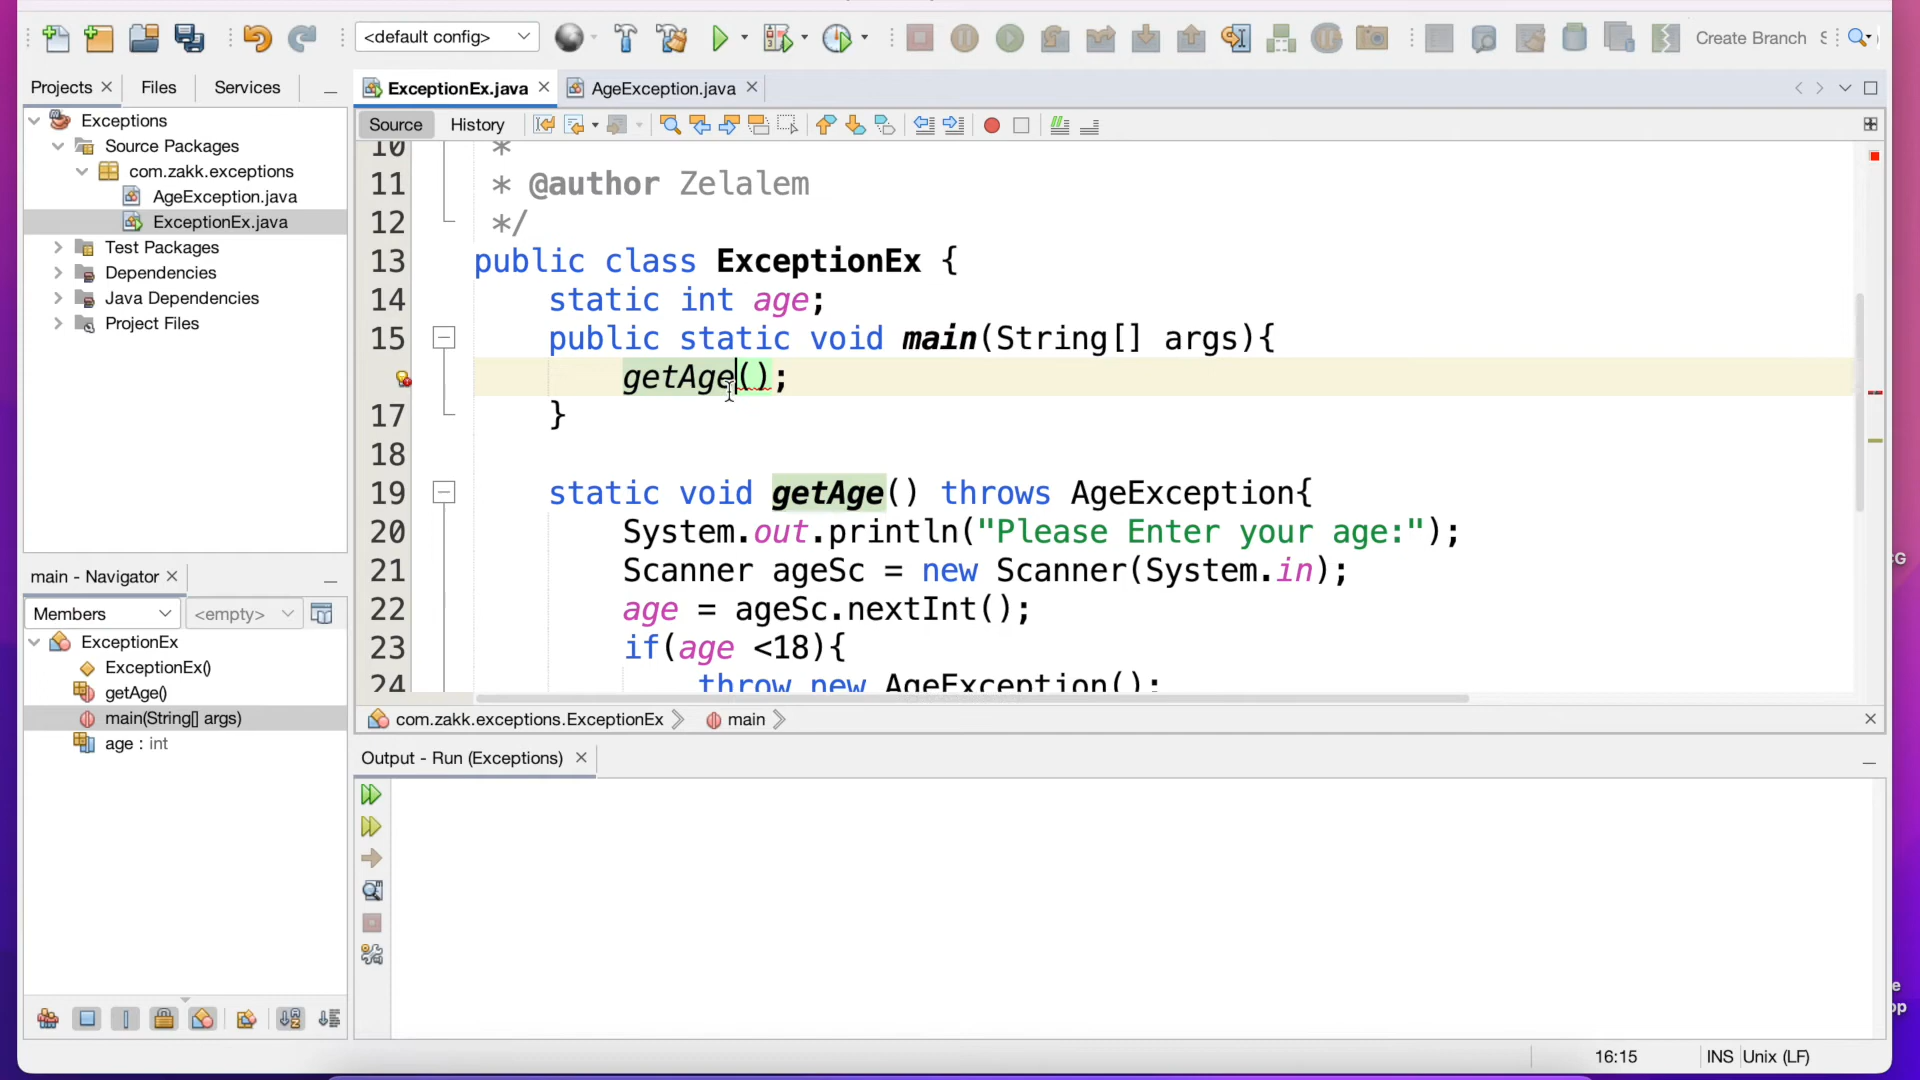 <default config>
Create Branch
Projects
Files
Services
ExceptionEx.java
AgeException.java
Source
History
Exceptions
Source Packages
com.zakk.exceptions
AgeException.java
ExceptionEx.java
Test Packages
Dependencies
Java Dependencies
Project Files
10 *
11 * @author Zelalem
12 */
13 public class ExceptionEx {
14 static int age;
15 public static void main(String[] args){
getAge();
17 }
18
19 static void getAge() throws AgeException{
20 System.out.println("Please Enter your age:");
21 Scanner ageSc = new Scanner(System.in);
22 age = ageSc.nextInt();
23 if(age <18){
24 throw new AgeException();
com.zakk.exceptions.ExceptionEx
main
main - Navigator
Members
<empty>
ExceptionEx
ExceptionEx()
getAge()
main(String[] args)
age : int
Output - Run (Exceptions)
16:15
INS
Unix (LF)